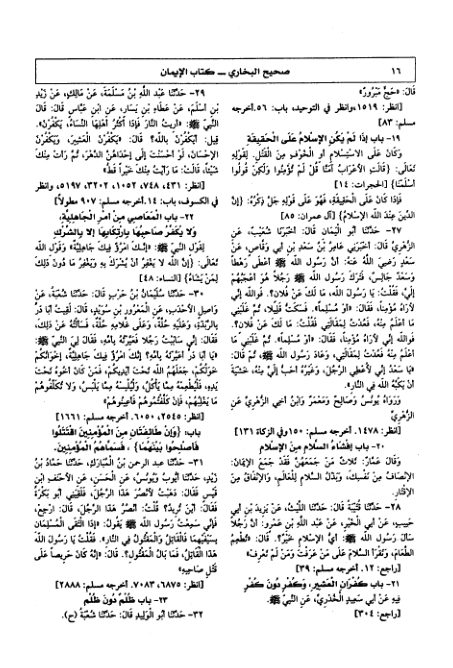 ١٦
صحيح البخاري ــ كتاب الإيمان
قَالَ: «حَجٌّ مَبْرُورٌ»
[انظر: ١٥١٩، وانظر في التوحيد، باب: ٥٦. أخرجه
مسلم: ٨٣]
١٩- باب إِذَا لَمْ يَكُنِ الإِسْلَامُ عَلَى الْحَقِيقَةِ
وَكَانَ عَلَى الِاسْتِسْلَامِ أَوِ الْخَوْفِ مِنَ الْقَتْلِ. لِقَوْلِهِ
تَعَالَى: {قَالَتِ الأَعْرَابُ آمَنَّا قُلْ لَمْ تُؤْمِنُوا وَلَكِنْ قُولُوا
أَسْلَمْنَا} [الحجرات: ١٤]
فَإِذَا كَانَ عَلَى الْحَقِيقَةِ، فَهُوَ عَلَى قَوْلِهِ جَلَّ ذِكْرُهُ: {إِنَّ
الدِّينَ عِنْدَ اللَّهِ الإِسْلَامُ} [آل عمران: ٨٥]
٢٧- حَدَّثَنَا أَبُو الْيَمَانِ قَالَ: أَخْبَرَنَا شُعَيْبٌ، عَنِ
الزُّهْرِيِّ قَالَ: أَخْبَرَنِي عَامِرُ بْنُ سَعْدِ بْنِ أَبِي وَقَّاصٍ، عَنْ
سَعْدٍ رَضِيَ اللَّهُ عَنْهُ: أَنَّ رَسُولَ اللَّهِ ﷺ أَعْطَى رَهْطًا
وَسَعْدٌ جَالِسٌ، فَتَرَكَ رَسُولُ اللَّهِ ﷺ رَجُلًا هُوَ أَعْجَبُهُمْ
إِلَيَّ، فَقُلْتُ: يَا رَسُولَ اللَّهِ، مَا لَكَ عَنْ فُلَانٍ؟. فَوَاللَّهِ إِنِّي
لَأَرَاهُ مُؤْمِنًا، فَقَالَ: «أَوْ مُسْلِمًا». فَسَكَتُّ قَلِيلًا، ثُمَّ غَلَبَنِي
مَا أَعْلَمُ مِنْهُ، فَعُدْتُ لِمَقَالَتِي فَقُلْتُ: مَا لَكَ عَنْ فُلَانٍ؟.
فَوَاللَّهِ إِنِّي لَأَرَاهُ مُؤْمِنًا، فَقَالَ: «أَوْ مُسْلِمًا». ثُمَّ غَلَبَنِي مَا
أَعْلَمُ مِنْهُ فَعُدْتُ لِمَقَالَتِي، وَعَادَ رَسُولُ اللَّهِ ﷺ، ثُمَّ قَالَ:
«يَا سَعْدُ إِنِّي لَأُعْطِي الرَّجُلَ، وَغَيْرُهُ أَحَبُّ إِلَيَّ مِنْهُ، خَشْيَةَ
أَنْ يَكُبَّهُ اللَّهُ فِي النَّارِ».
وَرَوَاهُ يُونُسُ وَصَالِحٌ وَمَعْمَرٌ وَابْنُ أَخِي الزُّهْرِيِّ عَنِ
الزُّهْرِيِّ
[انظر: ١٤٧٨. أخرجه مسلم: ١٥٠ وفي الزكاة ١٣١]
٢٠- باب إِفْشَاءُ السَّلَامِ مِنَ الإِسْلَامِ
وَقَالَ عَمَّارٌ: ثَلَاثٌ مَنْ جَمَعَهُنَّ فَقَدْ جَمَعَ الإِيمَانَ:
الإِنْصَافُ مِنْ نَفْسِكَ، وَبَذْلُ السَّلَامِ لِلْعَالَمِ، وَالإِنْفَاقُ مِنَ
الإِقْتَارِ.
٢٨- حَدَّثَنَا قُتَيْبَةُ قَالَ: حَدَّثَنَا اللَّيْثُ، عَنْ يَزِيدَ بْنِ أَبِي
حَبِيبٍ، عَنْ أَبِي الْخَيْرِ، عَنْ عَبْدِ اللَّهِ بْنِ عَمْرٍو: أَنَّ رَجُلًا
سَأَلَ رَسُولَ اللَّهِ ﷺ: أَيُّ الإِسْلَامِ خَيْرٌ؟. قَالَ: «تُطْعِمُ
الطَّعَامَ، وَتَقْرَأُ السَّلَامَ عَلَى مَنْ عَرَفْتَ وَمَنْ لَمْ تَعْرِفْ»
[راجع: ١٢. أخرجه مسلم: ٣٩]
٢١- باب كُفْرَانِ الْعَشِيرِ، وَكُفْرٍ دُونَ كُفْرٍ
فِيهِ عَنْ أَبِي سَعِيدٍ الْخُدْرِيِّ، عَنِ النَّبِيِّ ﷺ.
[راجع: ٣٠٤]
٢٩- حَدَّثَنَا عَبْدُ اللَّهِ بْنُ مَسْلَمَةَ، عَنْ مَالِكٍ، عَنْ زَيْدِ
بْنِ أَسْلَمَ، عَنْ عَطَاءِ بْنِ يَسَارٍ، عَنِ ابْنِ عَبَّاسٍ قَالَ: قَالَ
النَّبِيُّ ﷺ: «أُرِيتُ النَّارَ فَإِذَا أَكْثَرُ أَهْلِهَا النِّسَاءُ، يَكْفُرْنَ».
قِيلَ: أَيَكْفُرْنَ بِاللَّهِ؟ قَالَ: «يَكْفُرْنَ الْعَشِيرَ، وَيَكْفُرْنَ
الإِحْسَانَ، لَوْ أَحْسَنْتَ إِلَى إِحْدَاهُنَّ الدَّهْرَ، ثُمَّ رَأَتْ مِنْكَ
شَيْئًا، قَالَتْ: مَا رَأَيْتُ مِنْكَ خَيْرًا قَطُّ»
[انظر: ٤٣١، ٧٤٨، ١٠٥٢، ٣٢٠٢، ٥١٩٧، وانظر
في الكسوف، باب: ١٤. أخرجه مسلم: ٩٠٧ مطولاً]
٢٢- باب الْمَعَاصِي مِنْ أَمْرِ الْجَاهِلِيَّةِ،
وَلَا يُكَفَّرُ صَاحِبُهَا بِارْتِكَابِهَا إِلَّا بِالشِّرْكِ
لِقَوْلِ النَّبِيِّ ﷺ: «إِنَّكَ امْرُؤٌ فِيكَ جَاهِلِيَّةٌ» وَقَوْلِ اللَّهِ
تَعَالَى: {إِنَّ اللَّهَ لَا يَغْفِرُ أَنْ يُشْرَكَ بِهِ وَيَغْفِرُ مَا دُونَ ذَلِكَ
لِمَنْ يَشَاءُ} [النساء: ٤٨]
٣٠- حَدَّثَنَا سُلَيْمَانُ بْنُ حَرْبٍ قَالَ: حَدَّثَنَا شُعْبَةُ، عَنْ
وَاصِلٍ الأَحْدَبِ، عَنِ الْمَعْرُورِ بْنِ سُوَيْدٍ، قَالَ: لَقِيتُ أَبَا ذَرٍّ
بِالرَّبَذَةِ، وَعَلَيْهِ حُلَّةٌ، وَعَلَى غُلَامِهِ حُلَّةٌ، فَسَأَلْتُهُ عَنْ ذَلِكَ،
فَقَالَ: إِنِّي سَابَبْتُ رَجُلًا فَعَيَّرْتُهُ بِأُمِّهِ، فَقَالَ لِيَ النَّبِيُّ ﷺ:
«يَا أَبَا ذَرٍّ أَعَيَّرْتَهُ بِأُمِّهِ؟ إِنَّكَ امْرُؤٌ فِيكَ جَاهِلِيَّةٌ، إِخْوَانُكُمْ
خَوَلُكُمْ، جَعَلَهُمُ اللَّهُ تَحْتَ أَيْدِيكُمْ، فَمَنْ كَانَ أَخُوهُ تَحْتَ
يَدِهِ، فَلْيُطْعِمْهُ مِمَّا يَأْكُلُ، وَلْيُلْبِسْهُ مِمَّا يَلْبَسُ، وَلَا تُكَلِّفُوهُمْ
مَا يَغْلِبُهُمْ، فَإِنْ كَلَّفْتُمُوهُمْ فَأَعِينُوهُمْ»
[انظر: ٢٥٤٥، ٦٠٥٠. أخرجه مسلم: ١٦٦١]
باب: {وَإِنْ طَائِفَتَانِ مِنَ الْمُؤْمِنِينَ اقْتَتَلُوا
فَأَصْلِحُوا بَيْنَهُمَا}، فَسَمَّاهُمُ الْمُؤْمِنِينَ.
٣١- حَدَّثَنَا عبد الرحمن بْنُ الْمُبَارَكِ، حَدَّثَنَا حَمَّادُ بْنُ
زَيْدٍ، حَدَّثَنَا أَيُّوبُ وَيُونُسُ، عَنِ الْحَسَنِ، عَنِ الأَحْنَفِ ابْنِ
قَيْسٍ فَقَالَ: ذَهَبْتُ لأَنْصُرَ هَذَا الرَّجُلَ، فَلَقِيَنِي أَبُو بَكْرَةَ
فَقَالَ: أَيْنَ تُرِيدُ؟ قُلْتُ: أَنْصُرُ هَذَا الرَّجُلَ، قَالَ: ارْجِعْ،
فَإِنِّي سَمِعْتُ رَسُولَ اللَّهِ ﷺ يَقُولُ: «إِذَا الْتَقَى الْمُسْلِمَانِ
بِسَيْفَيْهِمَا فَالْقَاتِلُ وَالْمَقْتُولُ فِي النَّارِ». فَقُلْتُ يَا رَسُولَ اللَّهِ
هَذَا الْقَاتِلُ، فَمَا بَالُ الْمَقْتُولِ؟. قَالَ: «إِنَّهُ كَانَ حَرِيصًا عَلَى
قَتْلِ صَاحِبِهِ»
[انظر: ٦٨٧٥، ٧٠٨٣. أخرجه مسلم: ٢٨٨٨]
٢٣- باب ظُلْمٌ دُونَ ظُلْمٍ
٣٢- حَدَّثَنَا أَبُو الْوَلِيدِ قَالَ: حَدَّثَنَا شُعْبَةُ (ح).